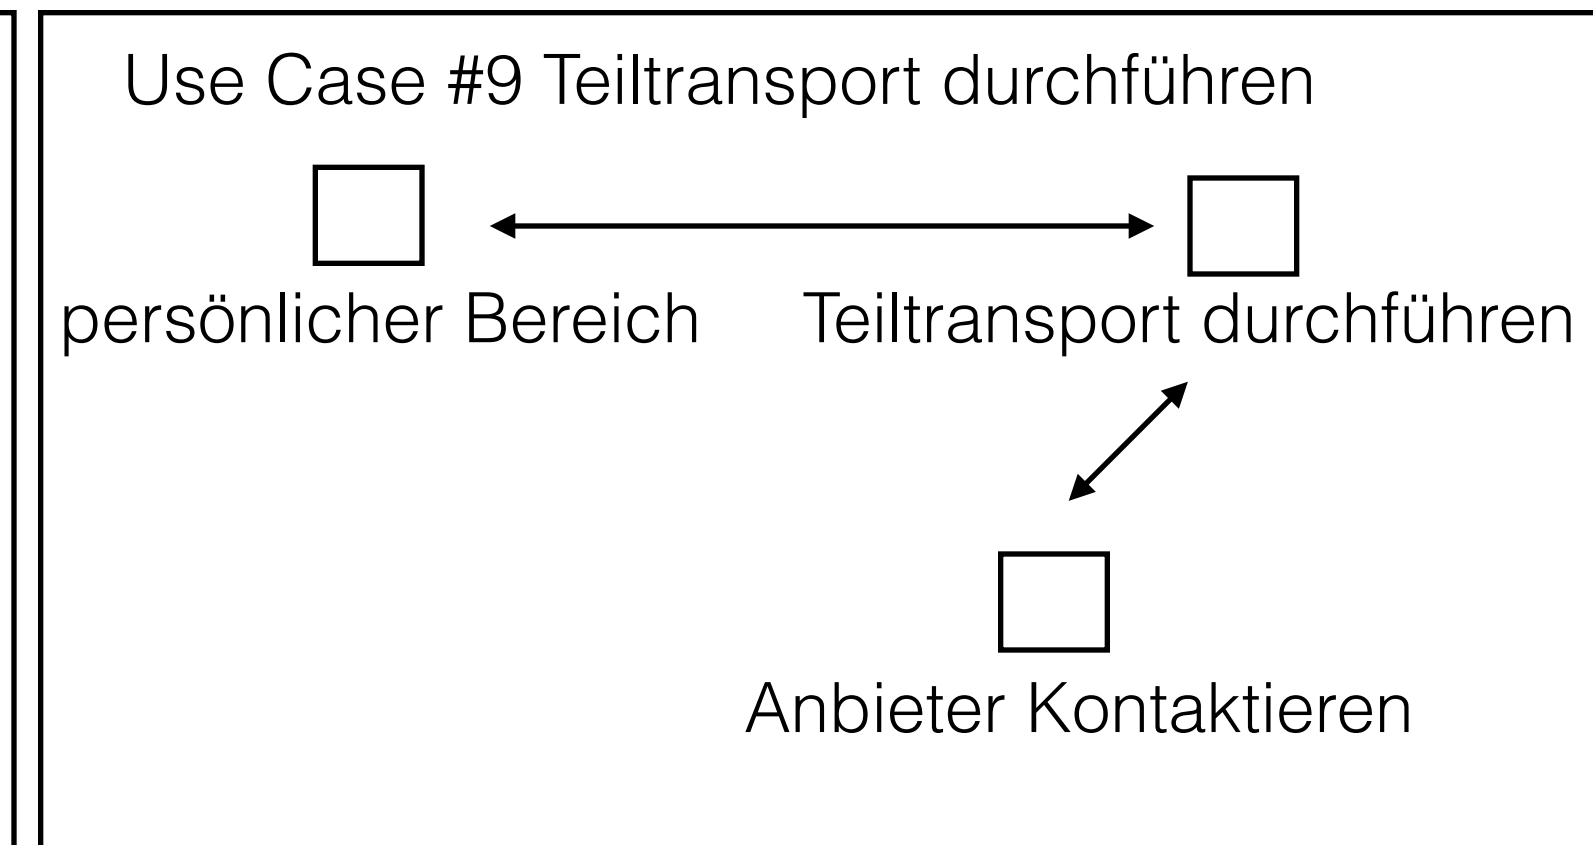 Use Case #9 Teiltransport durchführen
persönlicher Bereich
Teiltransport durchführen
Anbieter Kontaktieren